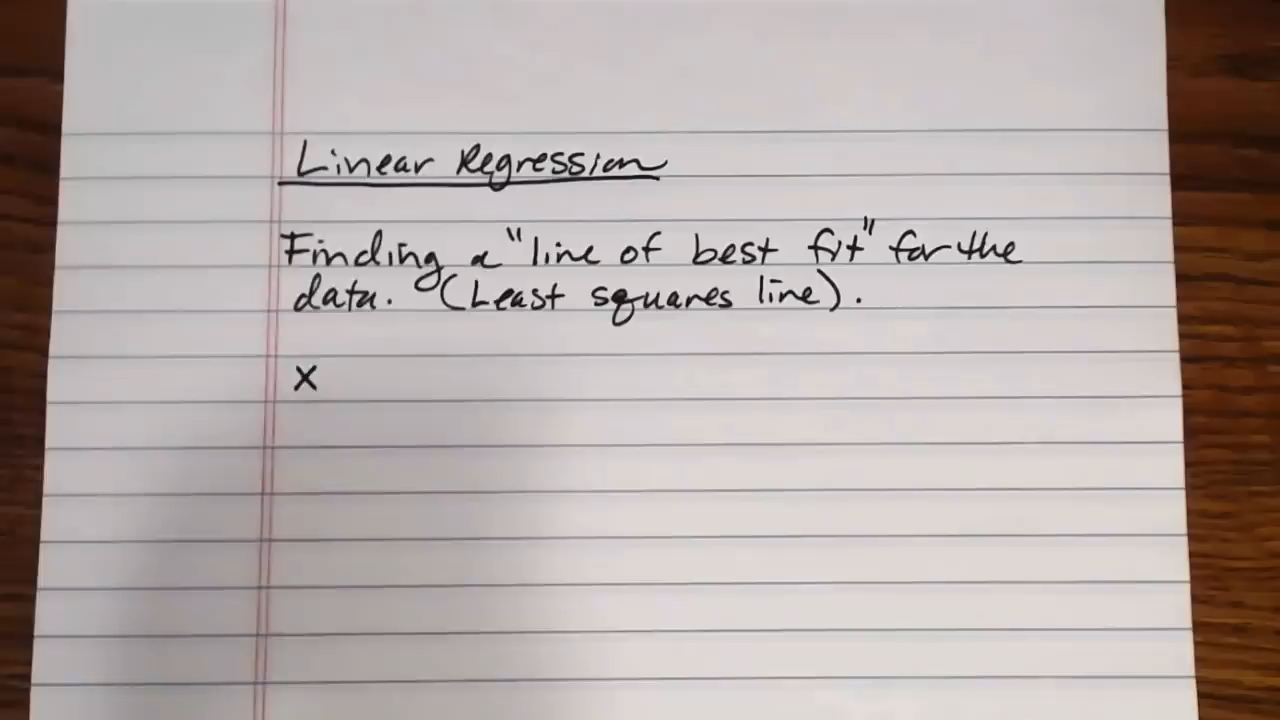 Linear Regression
Finding a "line of best fit" for the
data. (Least squares line).
x